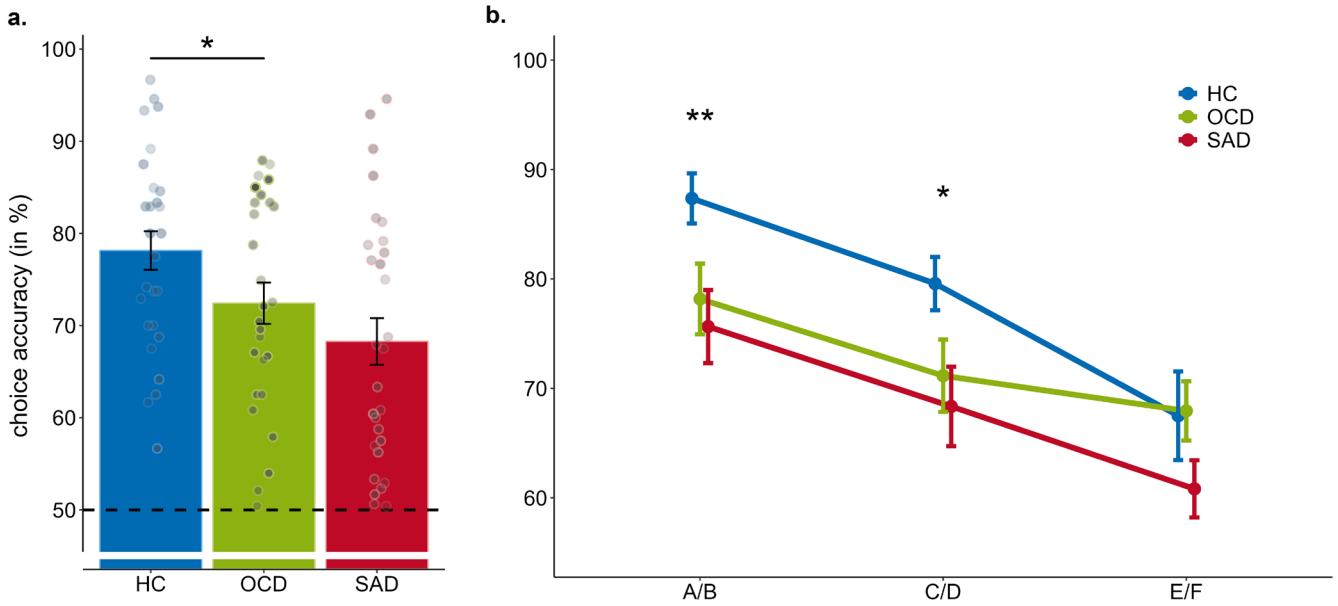 a.
*
choice accuracy (in %)
100
90
80
70
60
50
HC OCD SAD
b.
100
90
80
70
60
**
*
HC
OCD
SAD
A/B C/D E/F